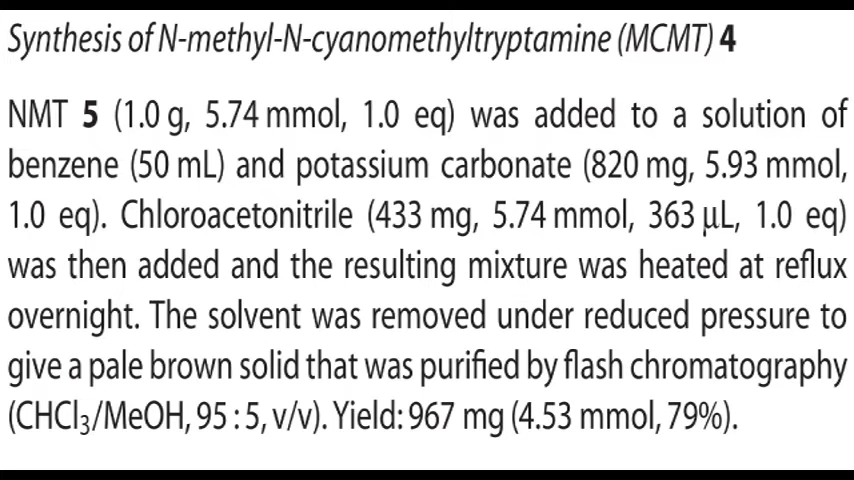 Synthesis of N-methyl-N-cyanomethyltryptamine (MCMT) 4
NMT 5 (1.0 g, 5.74 mmol, 1.0 eq) was added to a solution of
benzene (50 mL) and potassium carbonate (820 mg, 5.93 mmol,
1.0 eq). Chloroacetonitrile (433 mg, 5.74 mmol, 363 μL, 1.0 eq)
was then added and the resulting mixture was heated at reflux
overnight. The solvent was removed under reduced pressure to
give a pale brown solid that was purified by flash chromatography
(CHCl₃/MeOH, 95 : 5, v/v). Yield: 967 mg (4.53 mmol, 79%).